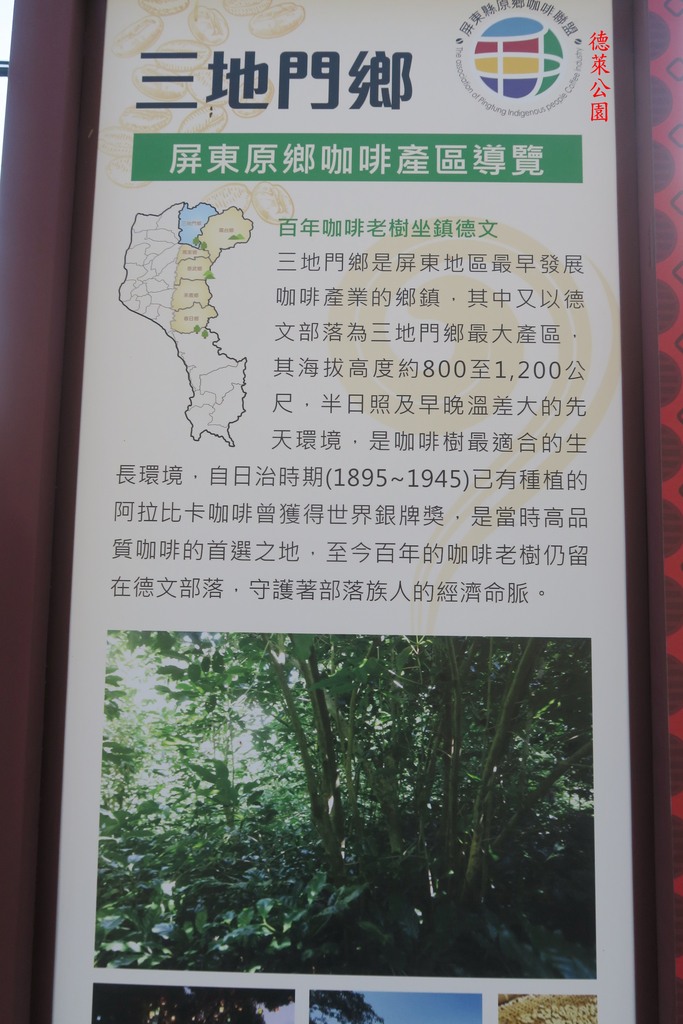 屏東縣原鄉咖啡聯盟
The association of Pingtung Indigenous people Coffee Industry
德萊公園
三地門鄉
屏東原鄉咖啡產區導覽
百年咖啡老樹坐鎮德文
三地門鄉是屏東地區最早發展
咖啡產業的鄉鎮，其中又以德
文部落為三地門鄉最大產區，
其海拔高度約800至1,200公
尺，半日照及早晚溫差大的先
天環境，是咖啡樹最適合的生
長環境，自日治時期(1895~1945)已有種植的
阿拉比卡咖啡曾獲得世界銀牌獎，是當時高品
質咖啡的首選之地，至今百年的咖啡老樹仍留
在德文部落，守護著部落族人的經濟命脈。